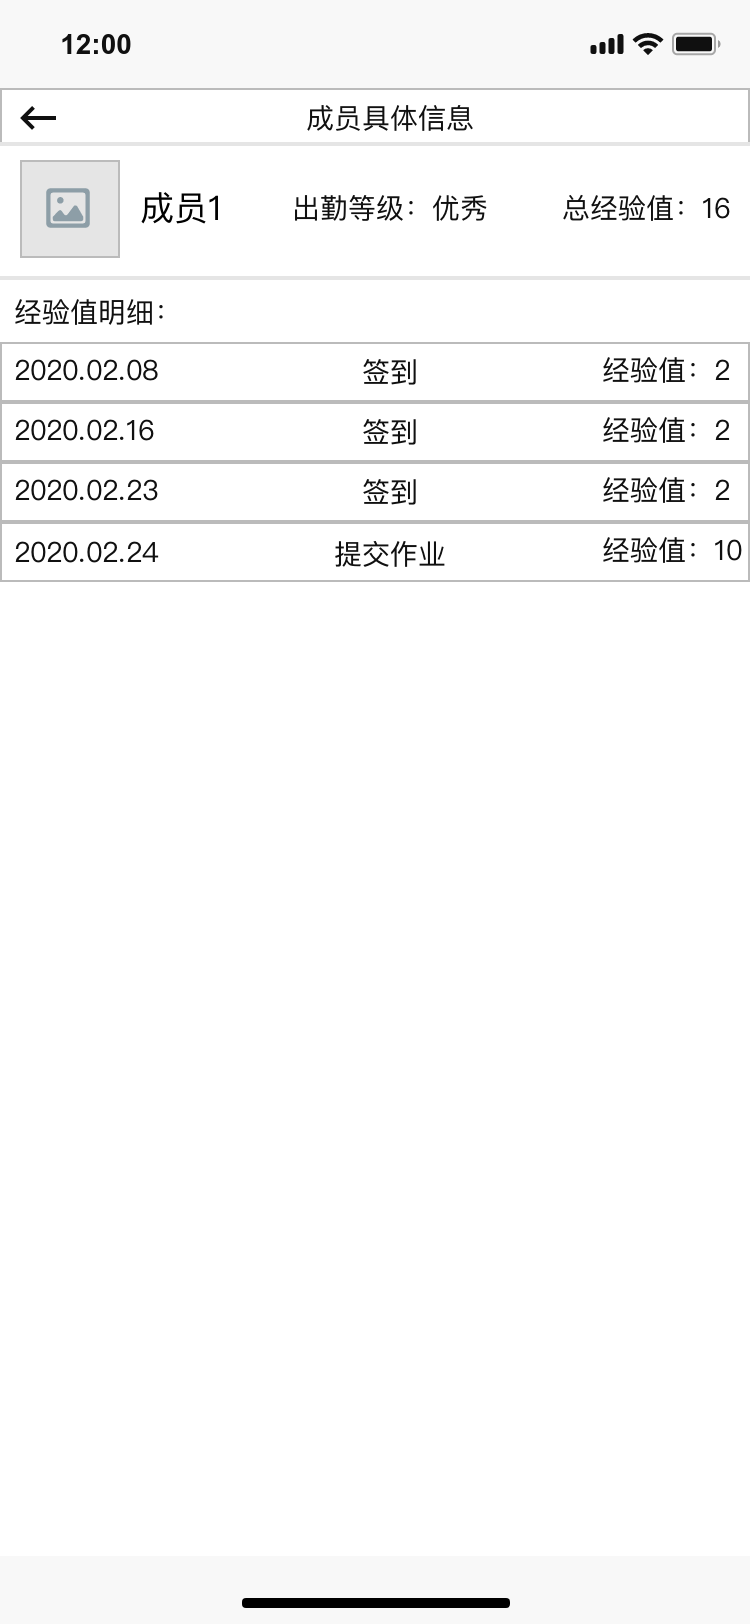 12:00
成员具体信息
成员1 出勤等级：优秀 总经验值：16
经验值明细：
2020.02.08 签到 经验值：2
2020.02.16 签到 经验值：2
2020.02.23 签到 经验值：2
2020.02.24 提交作业 经验值：10